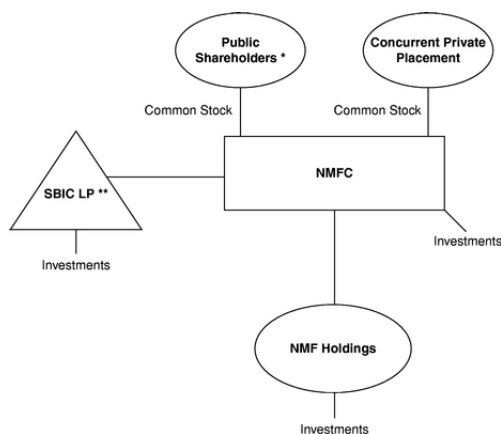 Public
Shareholders *
Concurrent Private
Placement
Common Stock
Common Stock
NMFC
SBIC LP **
Investments
Investments
NMF Holdings
Investments